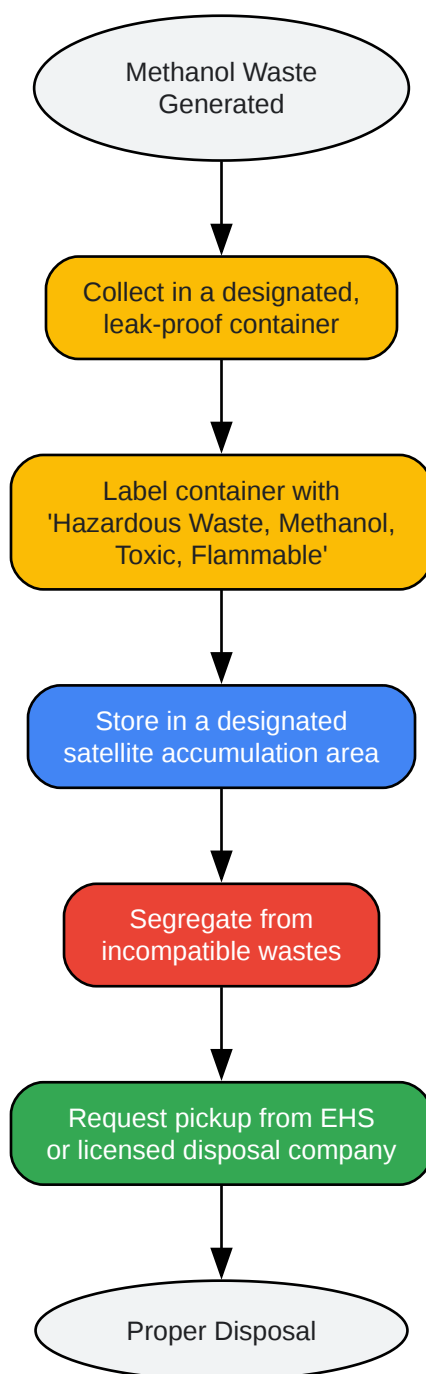 Methanol Waste
Generated
Collect in a designated,
leak-proof container
Label container with
'Hazardous Waste, Methanol,
Toxic, Flammable'
Store in a designated
satellite accumulation area
Segregate from
incompatible wastes
Request pickup from EHS
or licensed disposal company
Proper Disposal